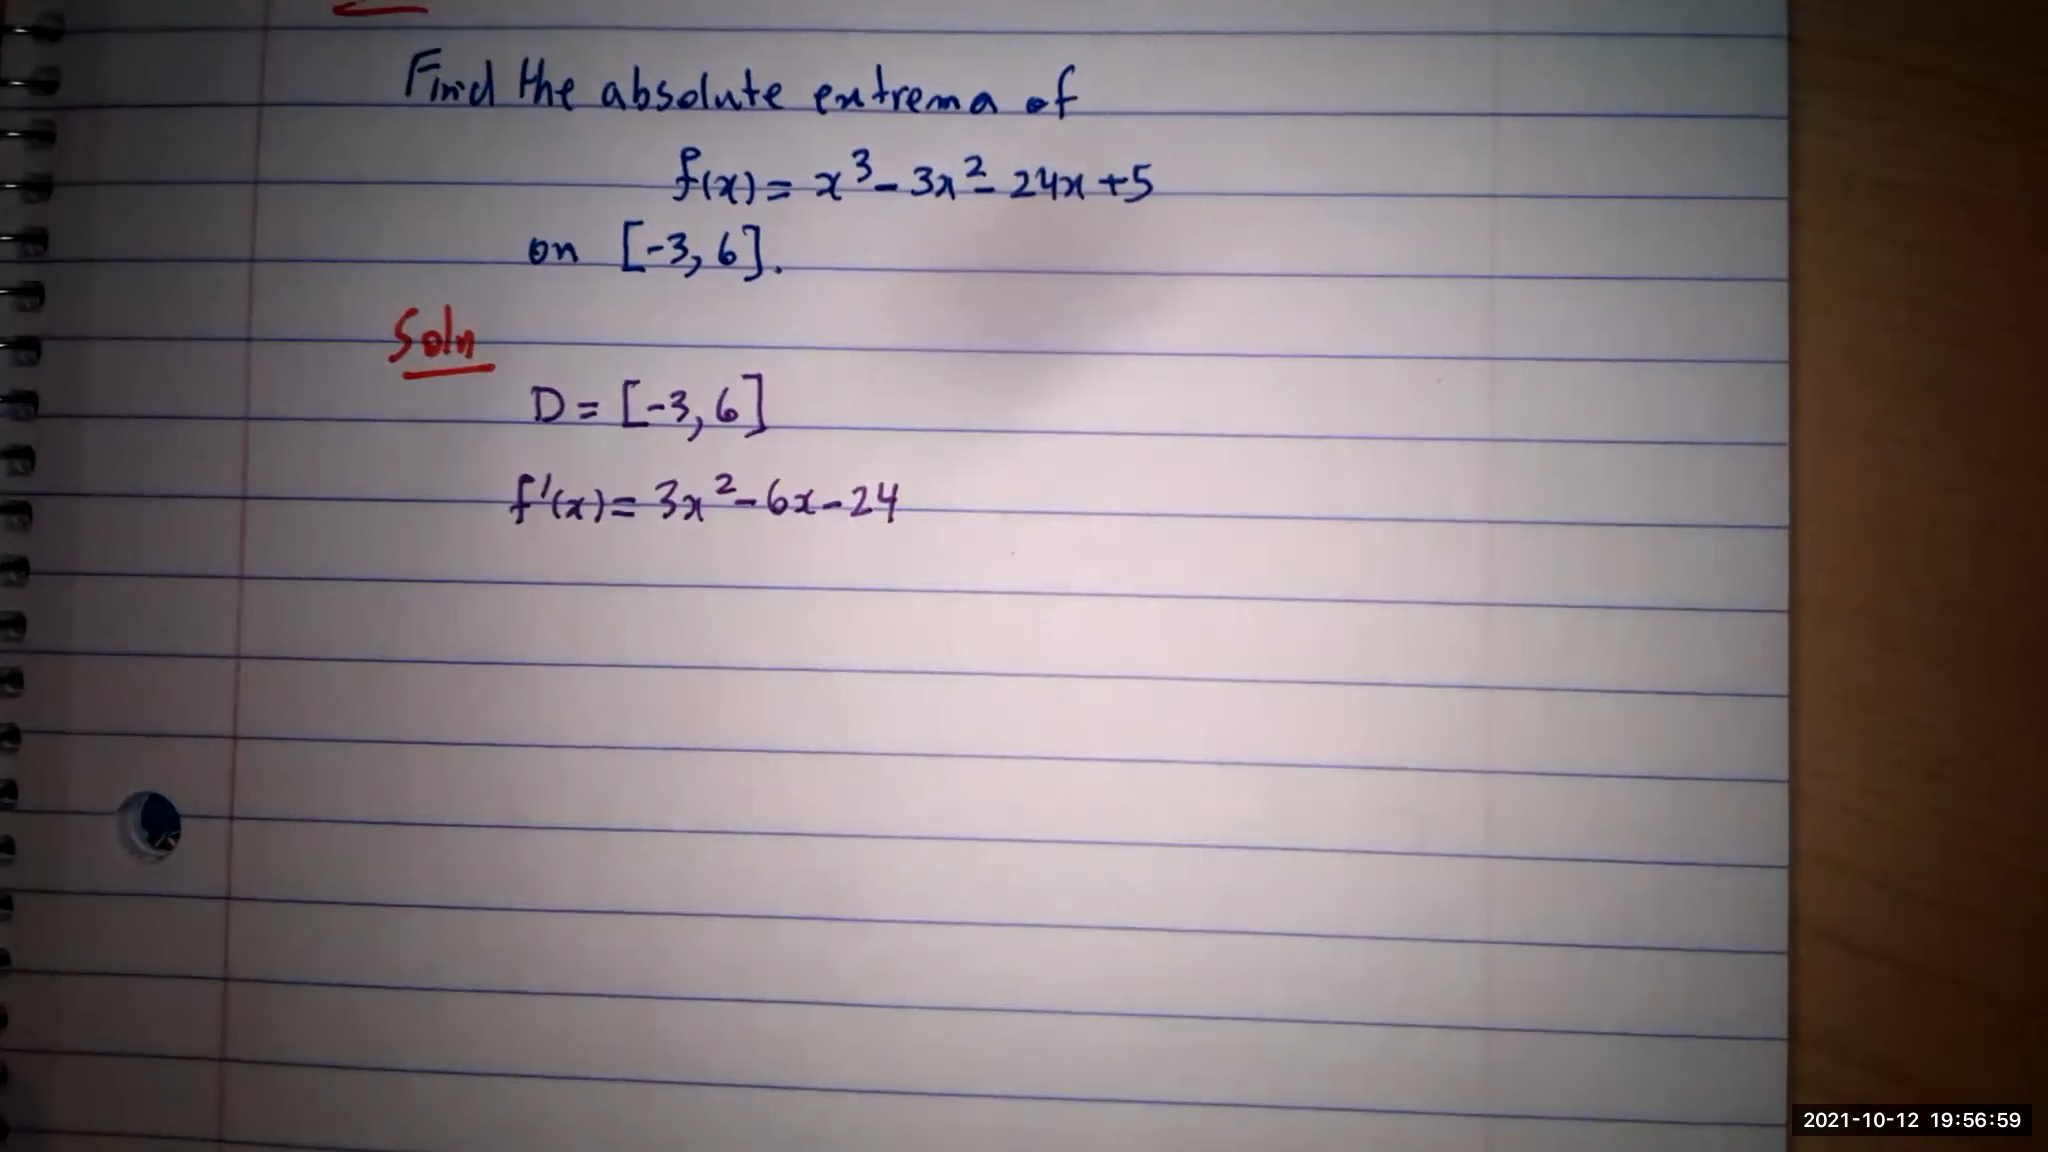 Find the absolute extrema of
f(x) = x³ - 3x² - 24x + 5
on [-3, 6].
Soln
D = [-3, 6]
f'(x) = 3x² - 6x - 24
2021-10-12 19:56:59